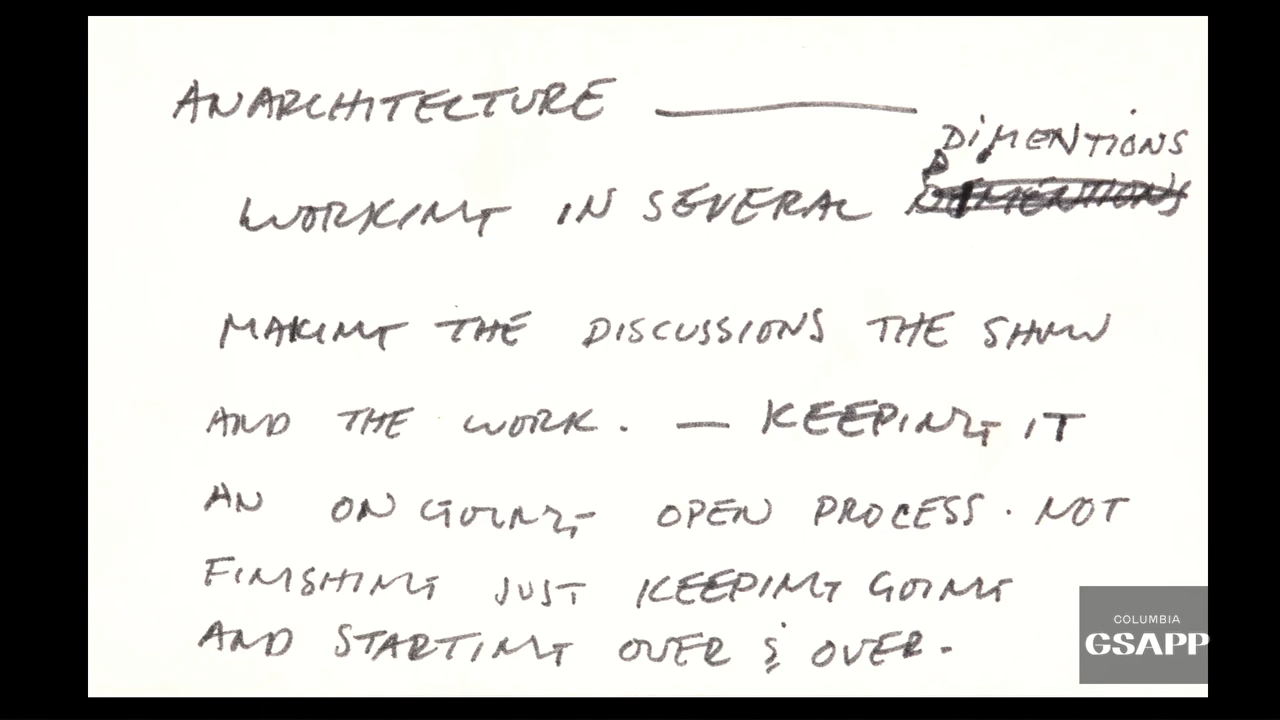 ANARCHITECTURE ———
DIMENTIONS
WORKING IN SEVERAL
MAKING THE DISCUSSIONS THE SHOW
AND THE WORK. — KEEPING IT
AN ON GOING OPEN PROCESS. NOT
FINISHING JUST KEEPING GOING
AND STARTING OVER & OVER.
COLUMBIA
GSAPP